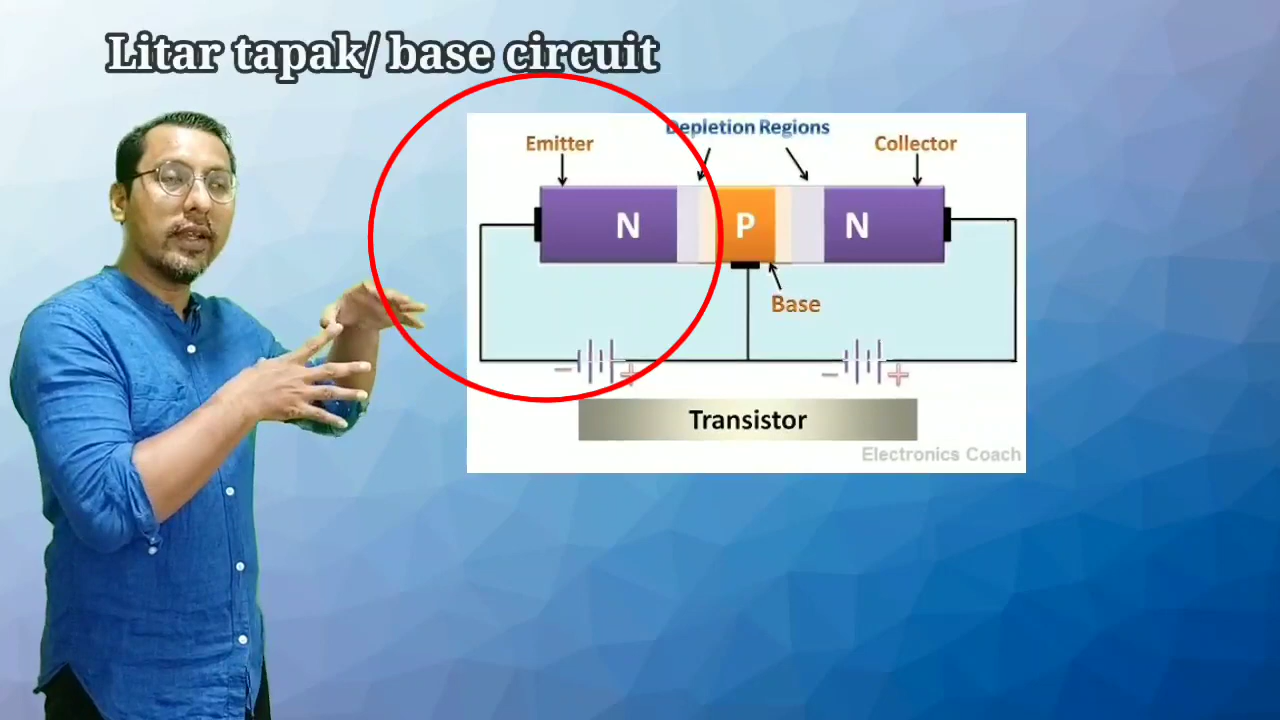 Litar tapak/ base circuit
Depletion Regions
Emitter
Collector
N
P
N
Base
Transistor
Electronics Coach